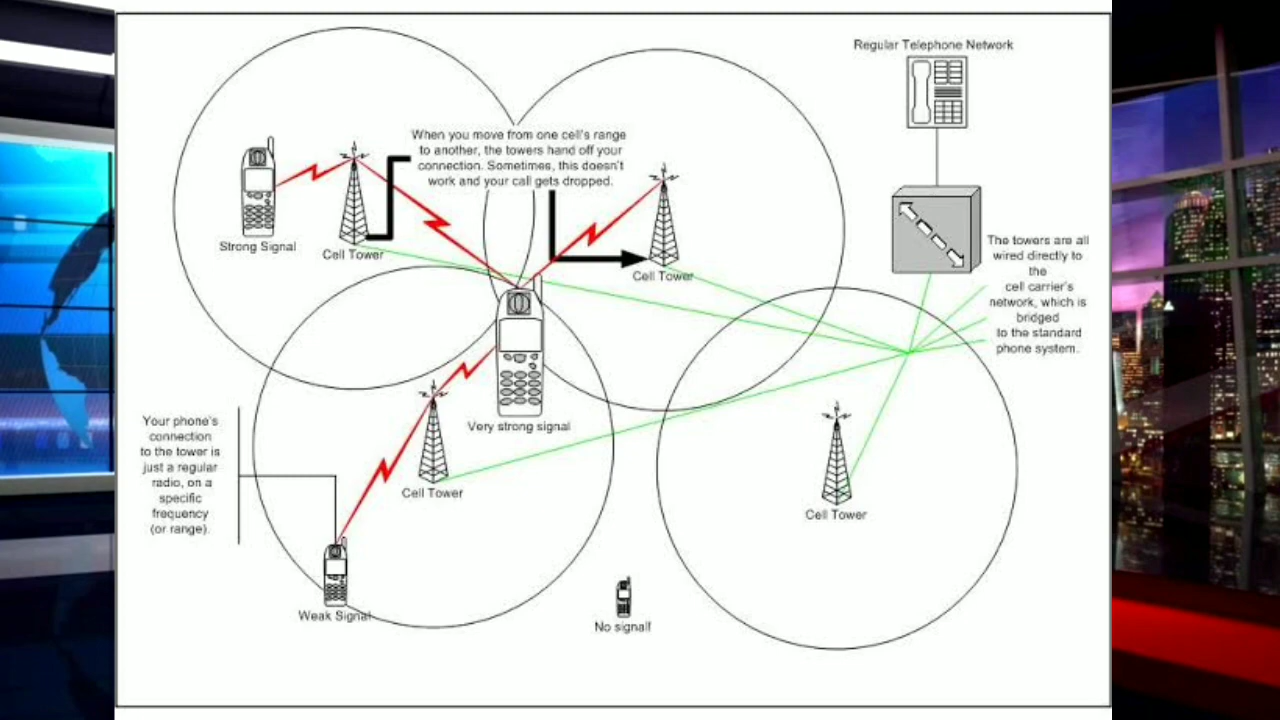 Regular Telephone Network
When you move from one cell's range
to another, the towers hand off your
connection. Sometimes, this doesn't
work and your call gets dropped.
Strong Signal
Cell Tower
Cell Tower
The towers are all
wired directly to
the
cell carrier's
network, which is
bridged
to the standard
phone system.
Your phone's
connection
to the tower is
just a regular
radio, on a
specific
frequency
(or range).
Very strong signal
Cell Tower
Cell Tower
Weak Signal
No signal!